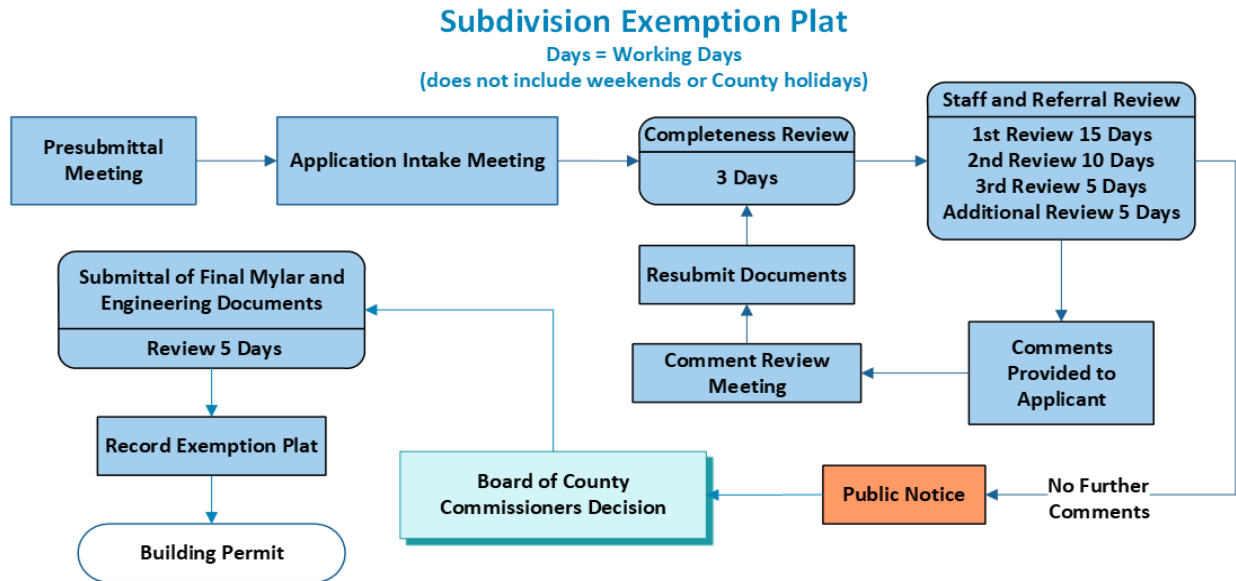 Subdivision Exemption Plat
Days = Working Days
(does not include weekends or County holidays)
Presubmittal
Meeting
Application Intake Meeting
Completeness Review
3 Days
Staff and Referral Review
1st Review 15 Days
2nd Review 10 Days
3rd Review 5 Days
Additional Review 5 Days
Submittal of Final Mylar and
Engineering Documents
Review 5 Days
Resubmit Documents
Comment Review
Meeting
Comments
Provided to
Applicant
Record Exemption Plat
Board of County
Commissioners Decision
Public Notice
No Further
Comments
Building Permit